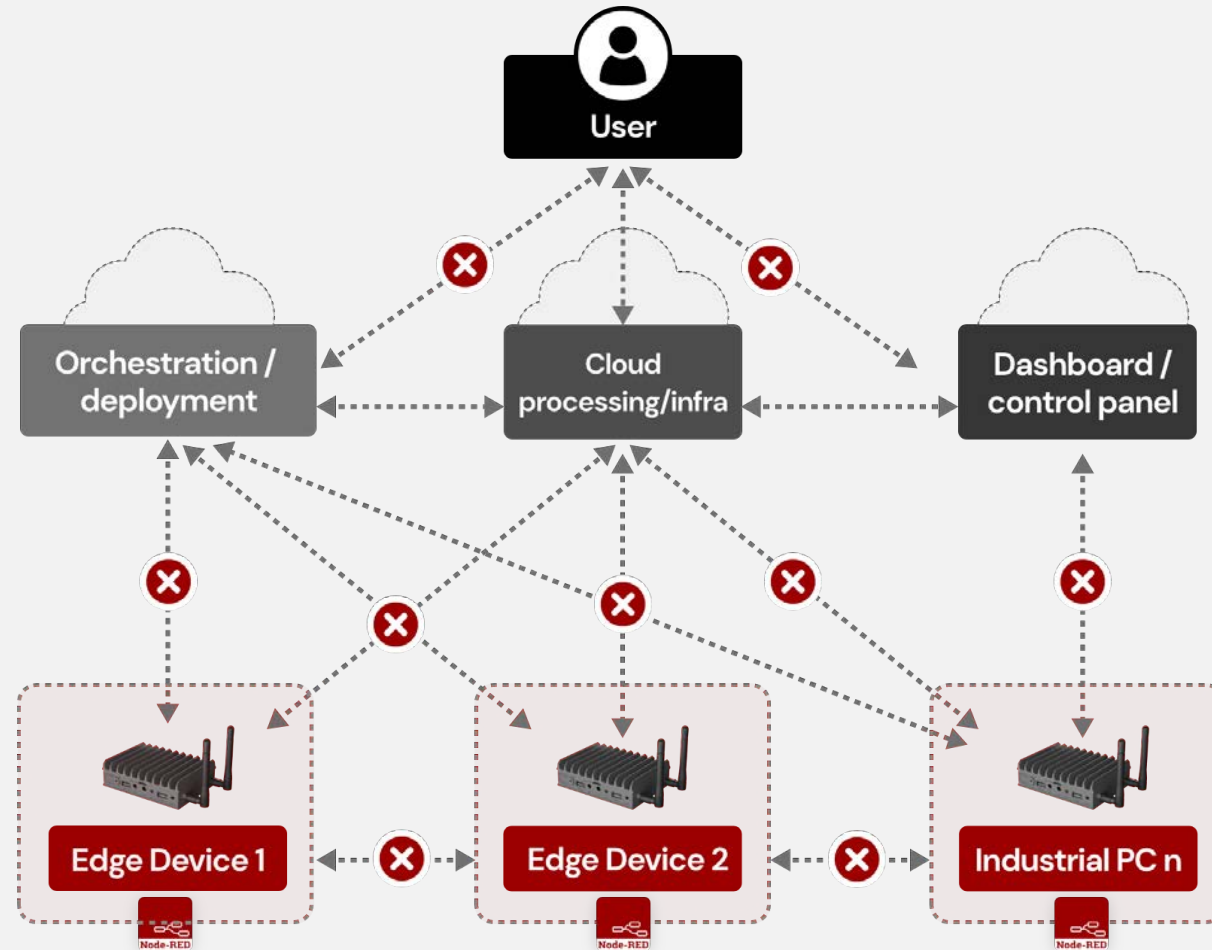 User
Orchestration /
deployment
Cloud
processing/infra
Dashboard /
control panel
Edge Device 1
Edge Device 2
Industrial PC n
Node-RED
Node-RED
Node-RED